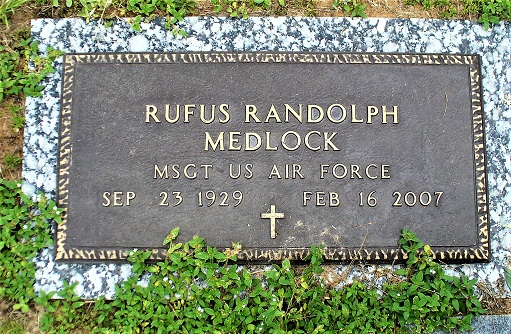 RUFUS RANDOLPH
MEDLOCK
MSGT US AIR FORCE
SEP 23 1929 FEB 16 2007